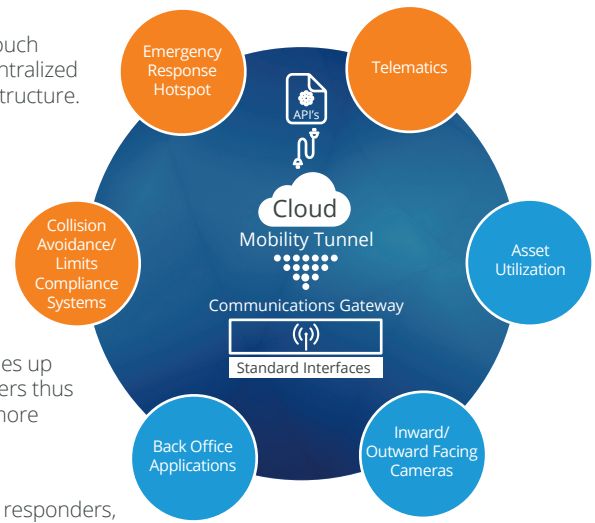 ouch
ntralized
structure.
Emergency
Response
Hotspot
Telematics
API's
Cloud
Mobility Tunnel
Collision
Avoidance/
Limits
Compliance
Systems
Asset
Utilization
Communications Gateway
Standard Interfaces
es up
ers thus
more
Back Office
Applications
Inward/
Outward Facing
Cameras
responders,